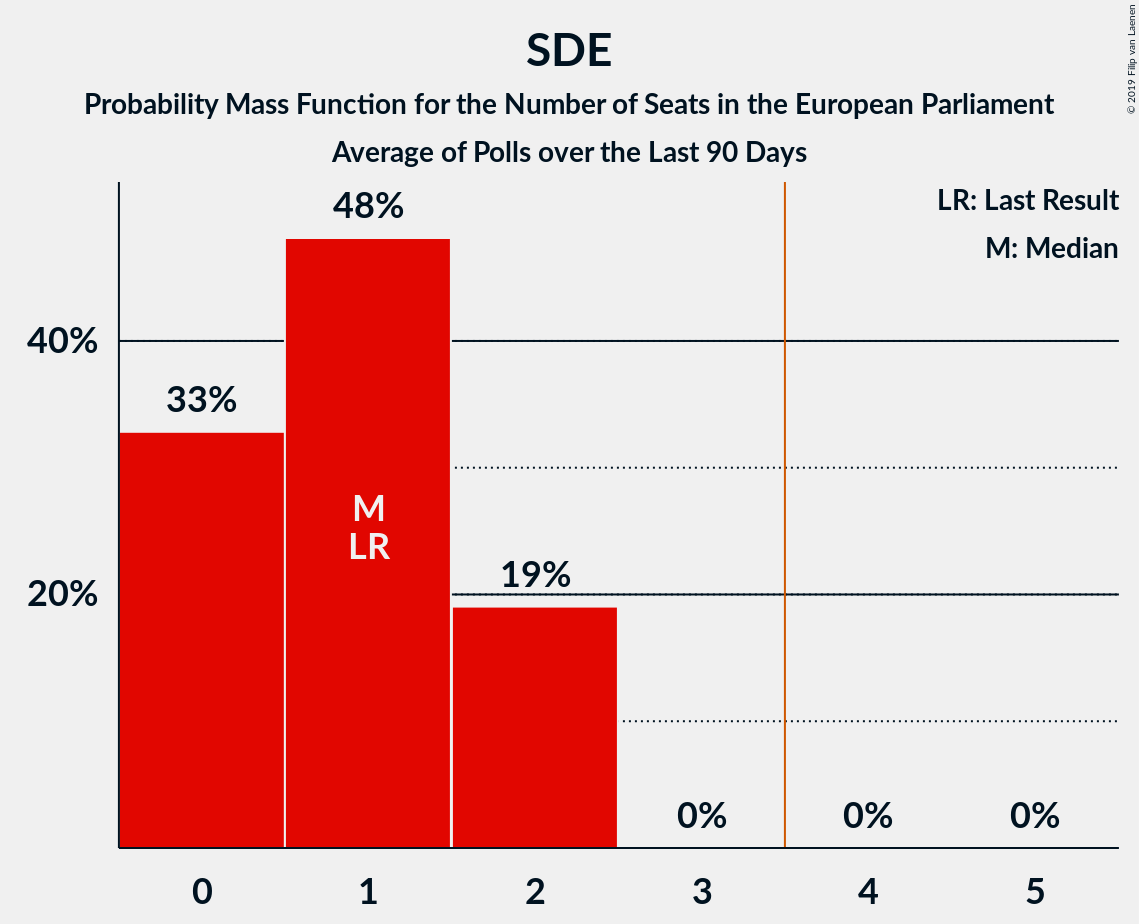 SDE
Probability Mass Function for the Number of Seats in the European Parliament
Average of Polls over the Last 90 Days
© 2019 Filip van Laenen
LR: Last Result
M: Median
48%
40%
33%
M
LR
19%
20%
0%
0%
0%
0
1
2
3
4
5